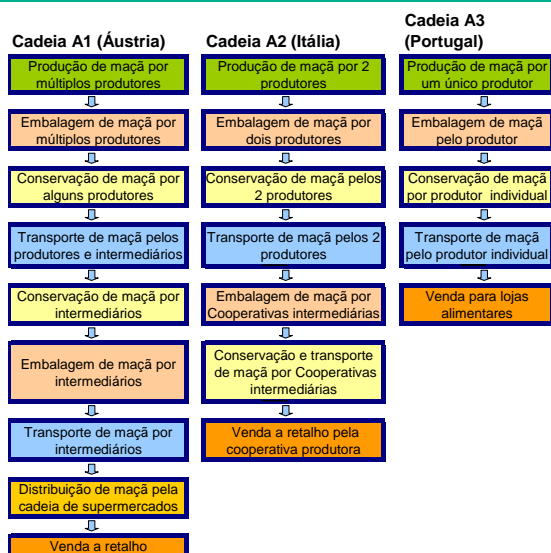 Cadeia A1 (Áustria)
Produção de maçã por
múltiplos produtores
Embalagem de maçã por
múltiplos produtores
Conservação de maçã por
alguns produtores
Transporte de maçã pelos
produtores e intermediários
Conservação de maçã por
intermediários
Embalagem de maçã por
intermediários
Transporte de maçã por
intermediários
Distribuição de maçã pela
cadeia de supermercados
Venda a retalho
Cadeia A2 (Itália)
Produção de maçã por 2
produtores
Embalagem de maçã por
dois produtores
Conservação de maçã pelos
2 produtores
Transporte de maçã pelos 2
produtores
Embalagem de maçã por
Cooperativas intermediárias
Conservação e transporte
de maçã por Cooperativas
intermediárias
Venda a retalho pela
cooperativa produtora
Cadeia A3
(Portugal)
Produção de maçã por
um único produtor
Embalagem de maçã
pelo produtor
Conservação de maçã
por produtor individual
Transporte de maçã
pelo produtor individual
Venda para lojas
alimentares